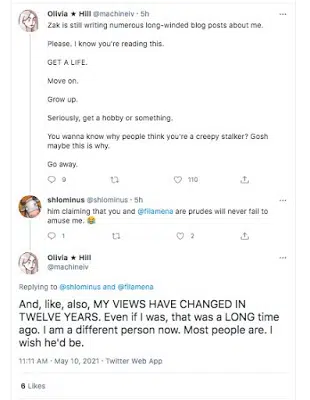 Olivia ★ Hill @machineiv · 5h
Zak is still writing numerous long-winded blog posts about me.
Please, I know you're reading this.
GET A LIFE.
Move on.
Grow up.
Seriously, get a hobby or something.
You wanna know why people think you're a creepy stalker? Gosh
maybe this is why.
Go away.
9 110
shlominus @shlominus · 5h
him claiming that you and @filamena are prudes will never fail to
amuse me. 😂
1 2
Olivia ★ Hill
@machineiv
Replying to @shlominus and @filamena
And, like, also, MY VIEWS HAVE CHANGED IN
TWELVE YEARS. Even if I was, that was a LONG time
ago. I am a different person now. Most people are. I
wish he'd be.
11:11 AM · May 10, 2021 · Twitter Web App
6 Likes